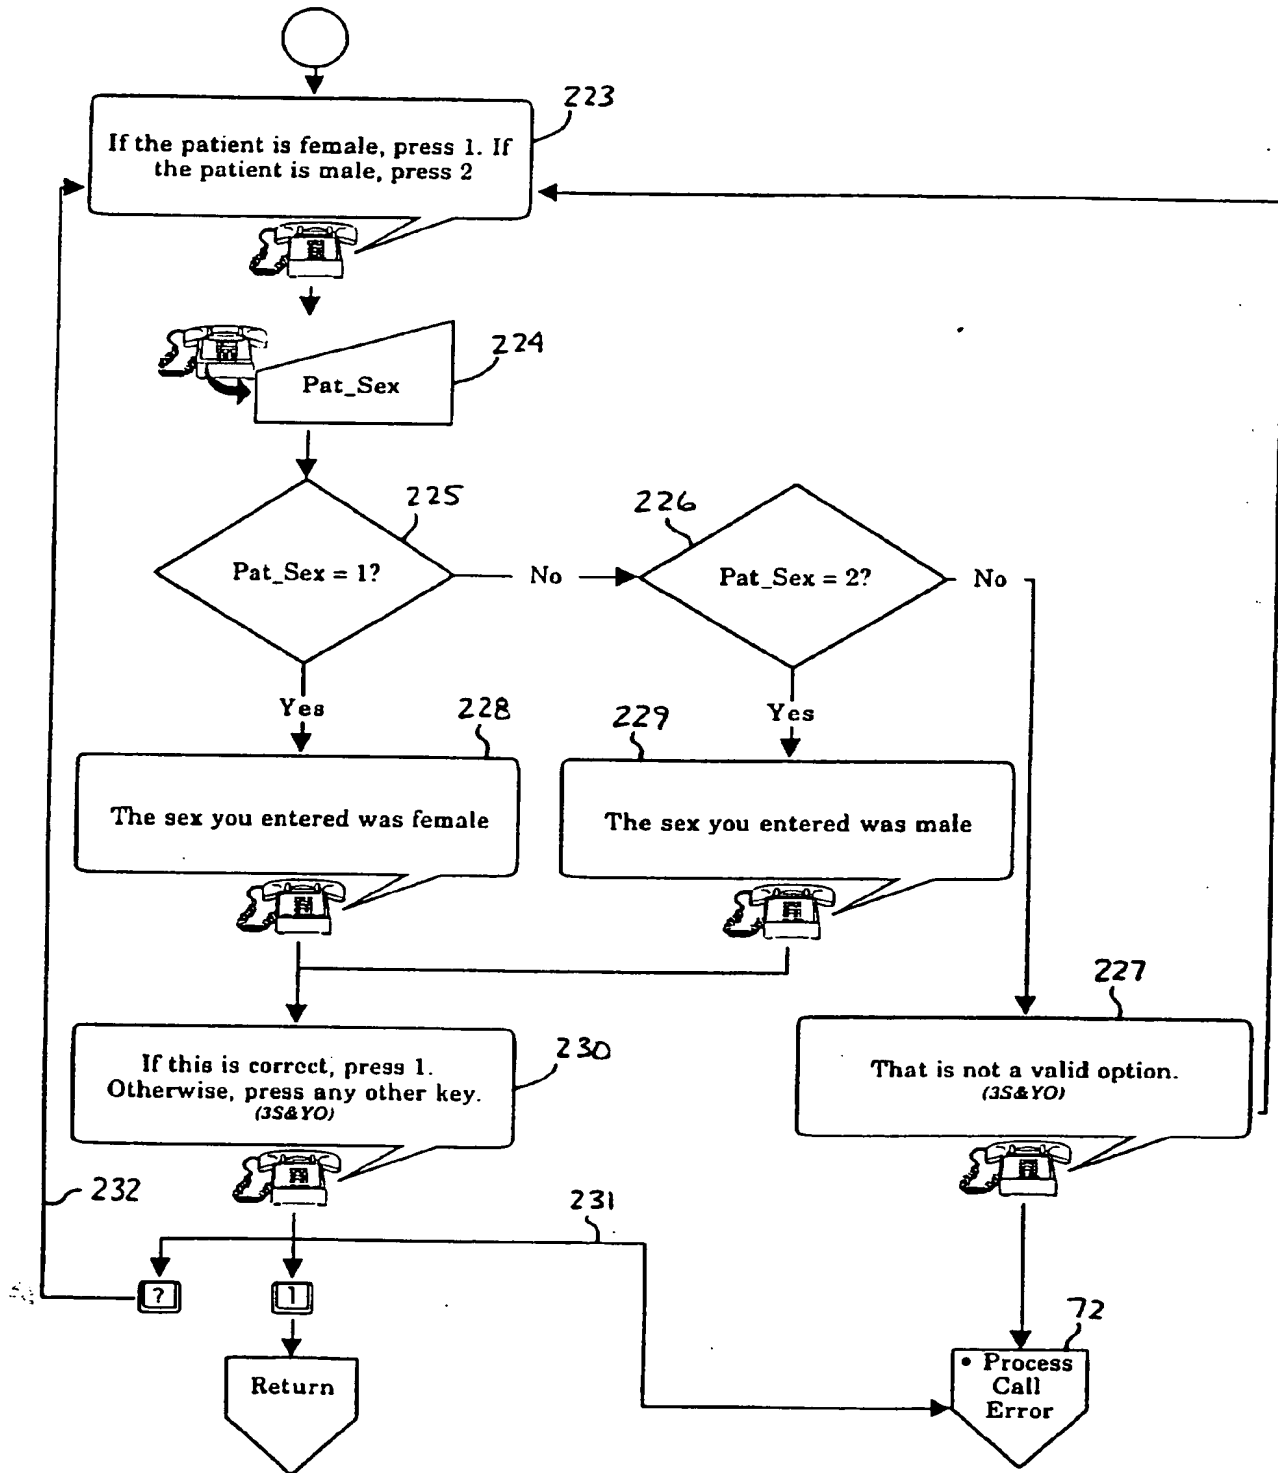 223
If the patient is female, press 1. If
the patient is male, press 2
224
Pat_Sex
225
Pat_Sex = 1?
No
226
Pat_Sex = 2?
No
Yes
228
Yes
229
The sex you entered was female
The sex you entered was male
227
If this is correct, press 1.
Otherwise, press any other key.
(3S&YO)
230
That is not a valid option.
(3S&YO)
232
231
?
1
72
Return
• Process
Call
Error